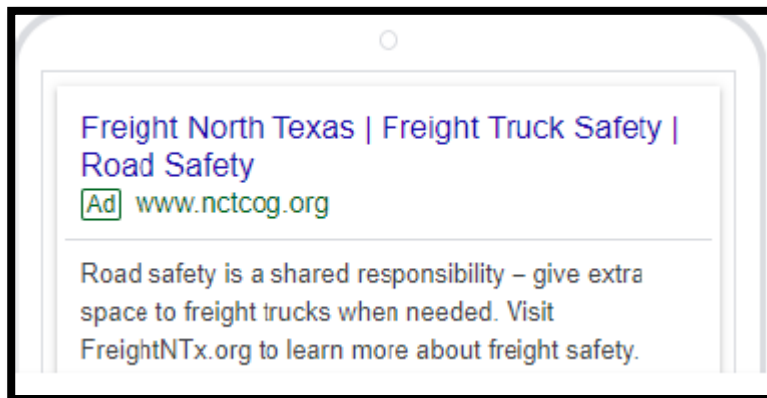 Freight North Texas | Freight Truck Safety |
Road Safety
Ad www.nctcog.org
Road safety is a shared responsibility – give extra
space to freight trucks when needed. Visit
FreightNTx.org to learn more about freight safety.